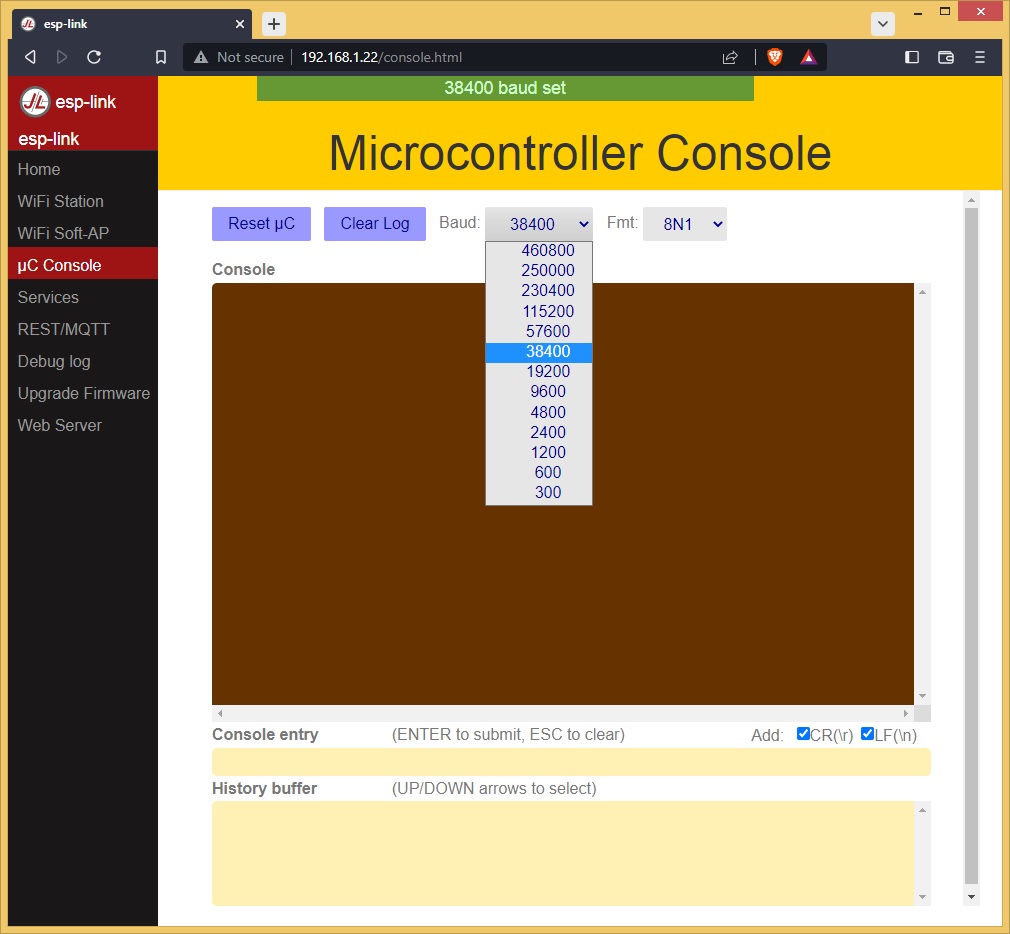 esp-link
Not secure 192.168.1.22/console.html
JL esp-link
esp-link
Home
WiFi Station
WiFi Soft-AP
µC Console
Services
REST/MQTT
Debug log
Upgrade Firmware
Web Server
38400 baud set
Microcontroller Console
Reset µC Clear Log Baud: 38400 Fmt: 8N1
460800
250000
230400
115200
57600
38400
19200
9600
4800
2400
1200
600
300
Console
Console entry (ENTER to submit, ESC to clear) Add: CR(\r) LF(\n)
History buffer (UP/DOWN arrows to select)